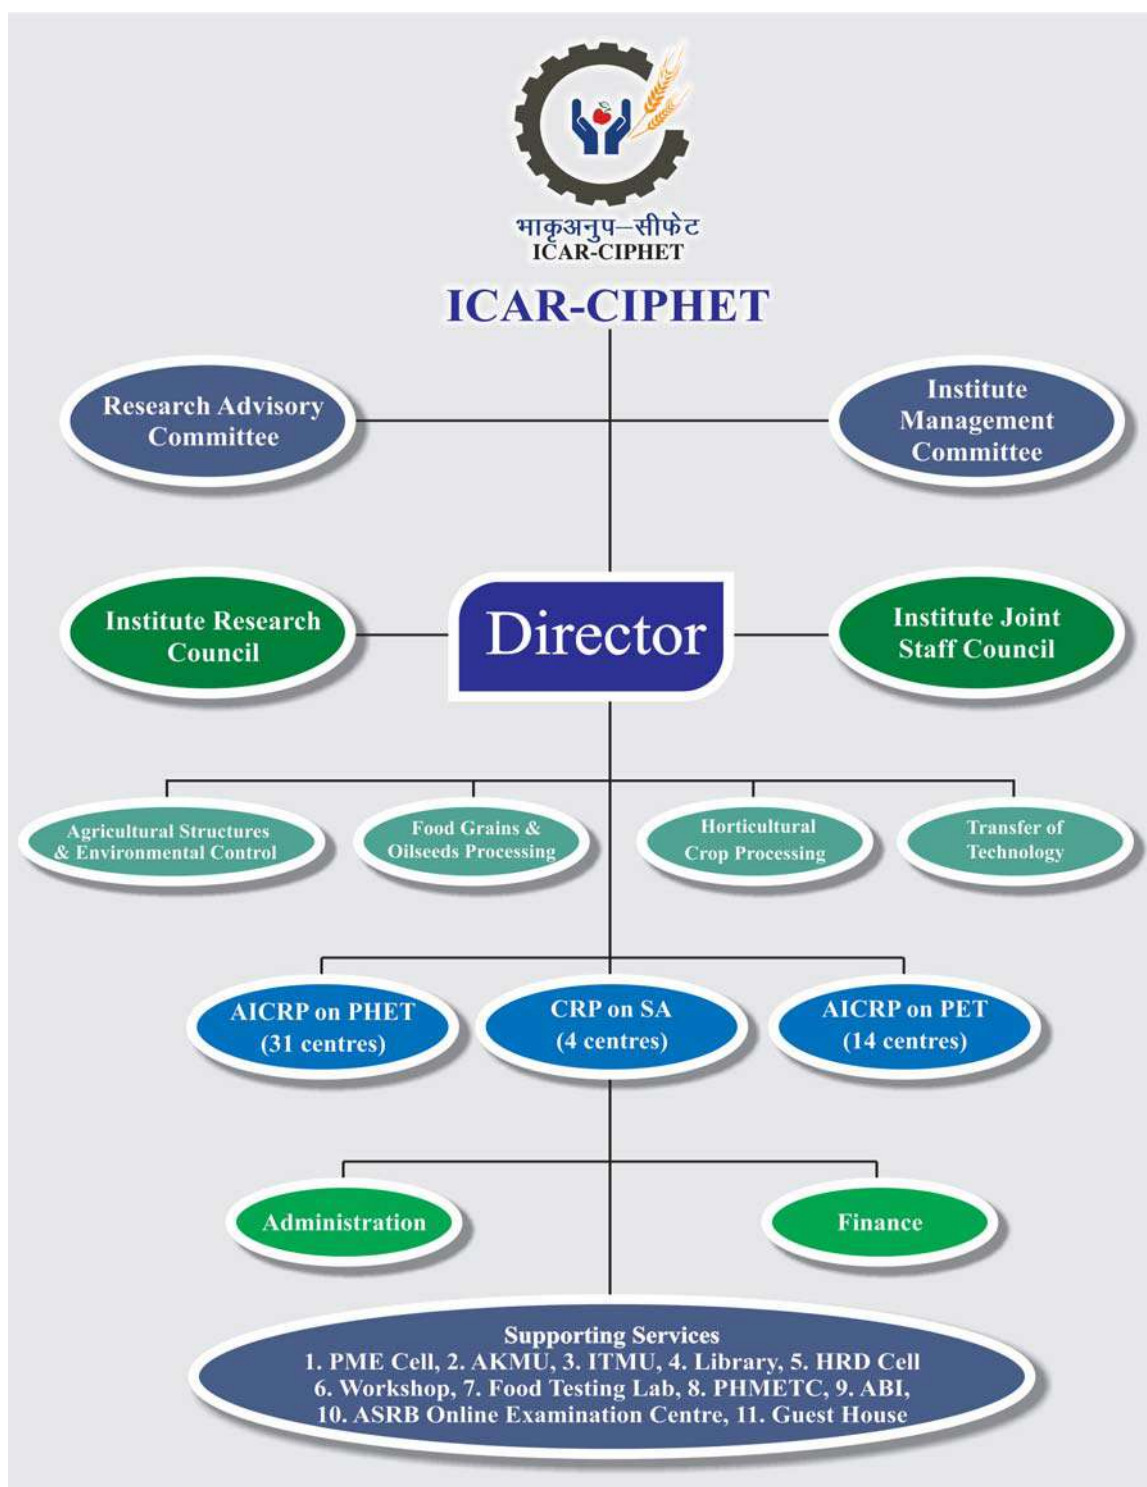 भाकृअनुप–सीफेट
ICAR-CIPHET
ICAR-CIPHET
Research Advisory
Committee
Institute
Management
Committee
Institute Research
Council
Director
Institute Joint
Staff Council
Agricultural Structures
& Environmental Control
Food Grains &
Oilseeds Processing
Horticultural
Crop Processing
Transfer of
Technology
AICRP on PHET
(31 centres)
CRP on SA
(4 centres)
AICRP on PET
(14 centres)
Administration
Finance
Supporting Services
1. PME Cell, 2. AKMU, 3. ITMU, 4. Library, 5. HRD Cell
6. Workshop, 7. Food Testing Lab, 8. PHMETC, 9. ABI,
10. ASRB Online Examination Centre, 11. Guest House